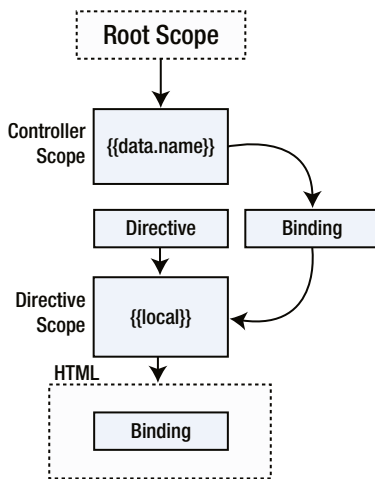 Root Scope
Controller
Scope
{{data.name}}
Directive
Binding
Directive
Scope
{{local}}
HTML
Binding